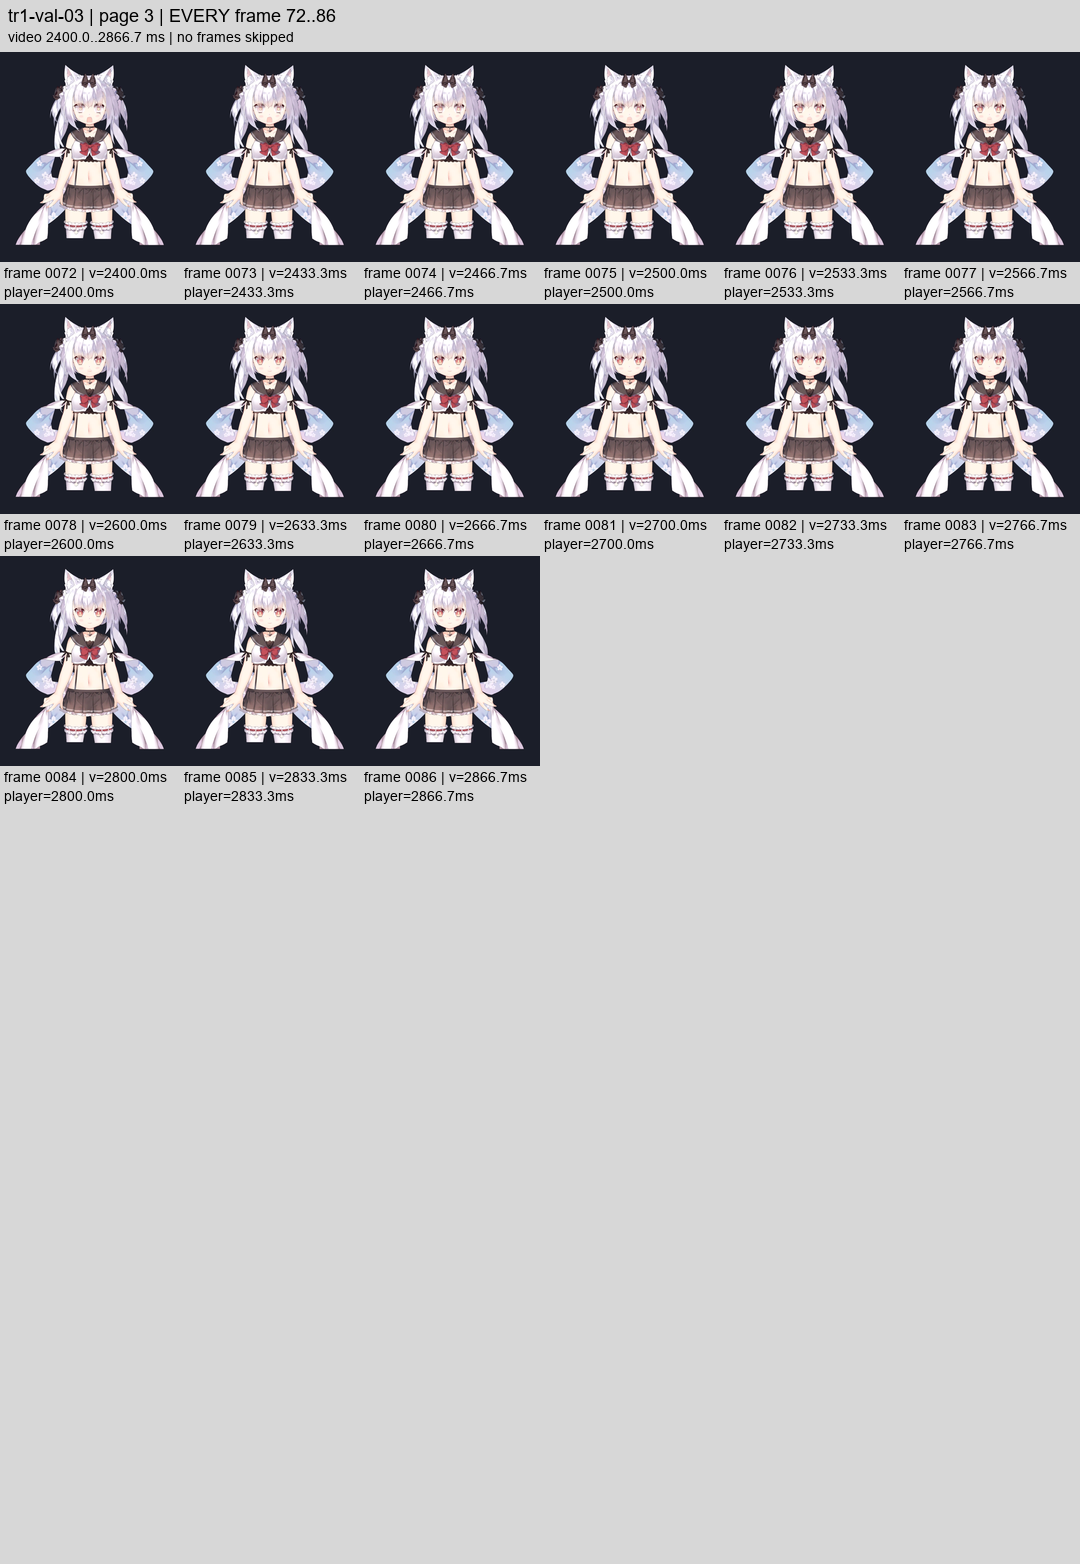 tr1-val-03 | page 3 | EVERY frame 72..86
video 2400.0..2866.7 ms | no frames skipped
frame 0072 | v=2400.0ms
player=2400.0ms
frame 0073 | v=2433.3ms
player=2433.3ms
frame 0074 | v=2466.7ms
player=2466.7ms
frame 0075 | v=2500.0ms
player=2500.0ms
frame 0076 | v=2533.3ms
player=2533.3ms
frame 0077 | v=2566.7ms
player=2566.7ms
frame 0078 | v=2600.0ms
player=2600.0ms
frame 0079 | v=2633.3ms
player=2633.3ms
frame 0080 | v=2666.7ms
player=2666.7ms
frame 0081 | v=2700.0ms
player=2700.0ms
frame 0082 | v=2733.3ms
player=2733.3ms
frame 0083 | v=2766.7ms
player=2766.7ms
frame 0084 | v=2800.0ms
player=2800.0ms
frame 0085 | v=2833.3ms
player=2833.3ms
frame 0086 | v=2866.7ms
player=2866.7ms